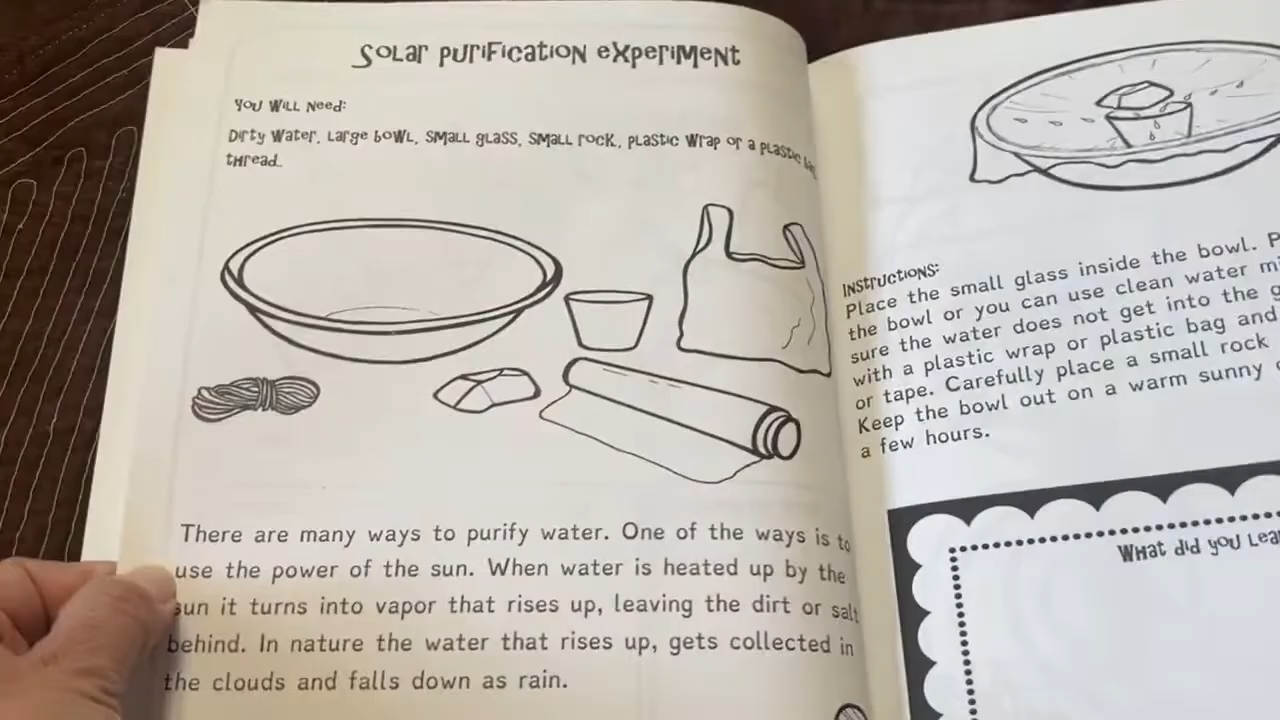 Solar Purification Experiment
You Will Need:
Dirty Water, Large bowl, small glass, small rock, plastic wrap or a plastic bag
thread.
There are many ways to purify water. One of the ways is to
use the power of the sun. When water is heated up by the
sun it turns into vapor that rises up, leaving the dirt or salt
behind. In nature the water that rises up, gets collected in
the clouds and falls down as rain.
Instructions:
Place the small glass inside the bowl.
the bowl or you can use clean water
sure the water does not get into the
with a plastic wrap or plastic bag and
or tape. Carefully place a small rock
Keep the bowl out on a warm sunny
a few hours.
What did you